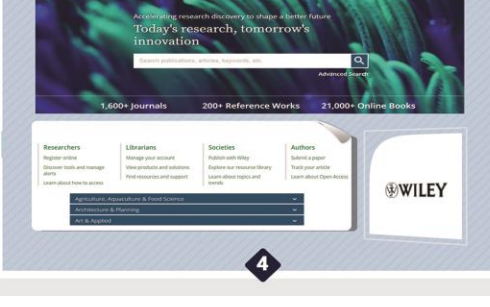 Accelerating research discovery to shape a better future
Today's research, tomorrow's
innovation
Search publications, articles, keywords, etc.
Advanced Search
1,600+ Journals 200+ Reference Works 21,000+ Online Books
Researchers
Register online
Discover tools and manage
alerts
Learn about how to access
Librarians
Manage your account
View products and solutions
Find resources and support
Societies
Publish with Wiley
Explore our resource library
Learn about topics and
trends
Authors
Submit a paper
Track your article
Learn about Open Access
Agriculture, Aquaculture & Food Science
Architecture & Planning
Art & Applied
WILEY
4